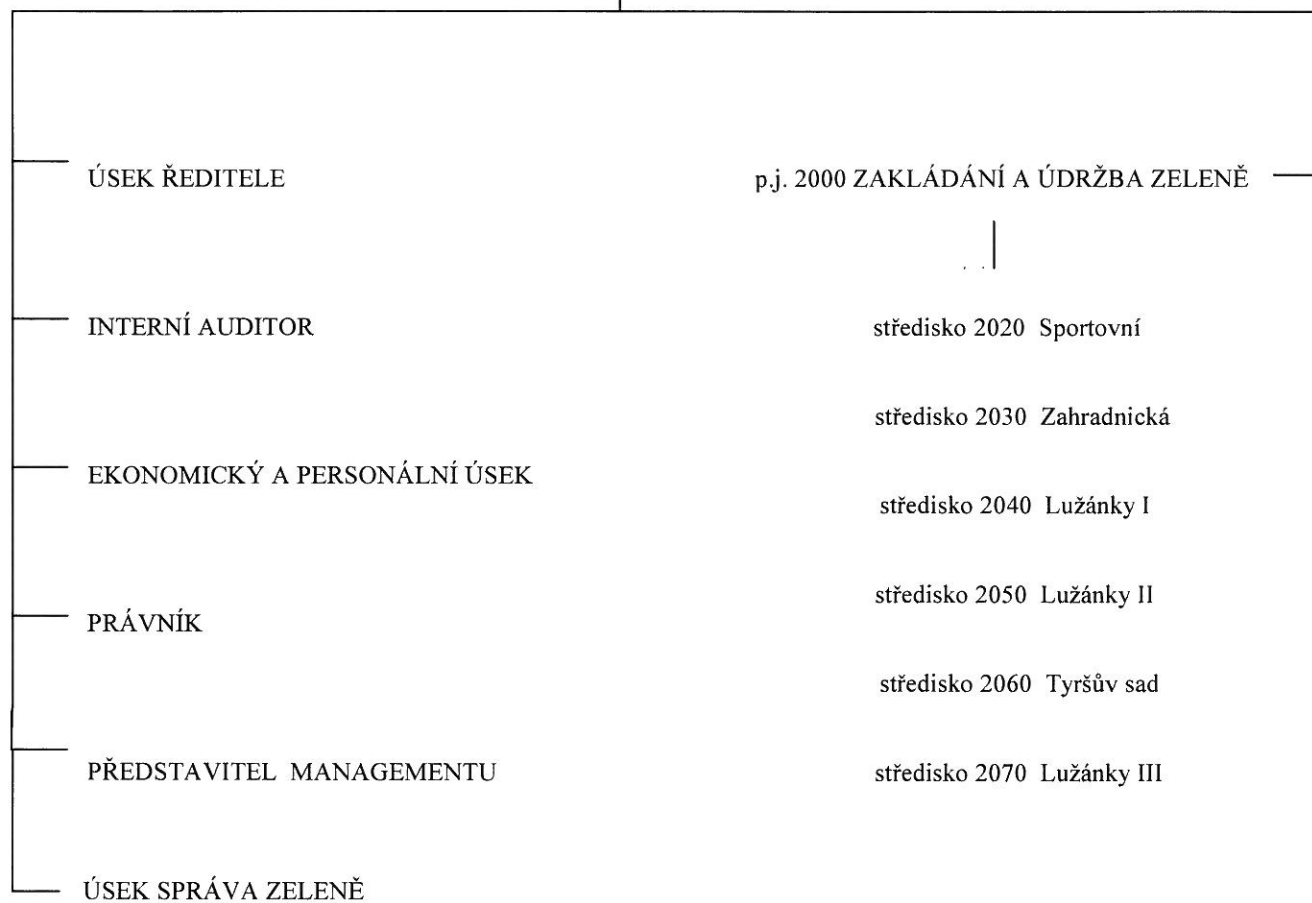 ÚSEK ŘEDITELE
INTERNÍ AUDITOR
EKONOMICKÝ A PERSONÁLNÍ ÚSEK
PRÁVNÍK
PŘEDSTAVITEL MANAGEMENTU
ÚSEK SPRÁVA ZELENĚ
p.j. 2000 ZAKLÁDÁNÍ A ÚDRŽBA ZELENĚ
středisko 2020 Sportovní
středisko 2030 Zahradnická
středisko 2040 Lužánky I
středisko 2050 Lužánky II
středisko 2060 Tyršův sad
středisko 2070 Lužánky III